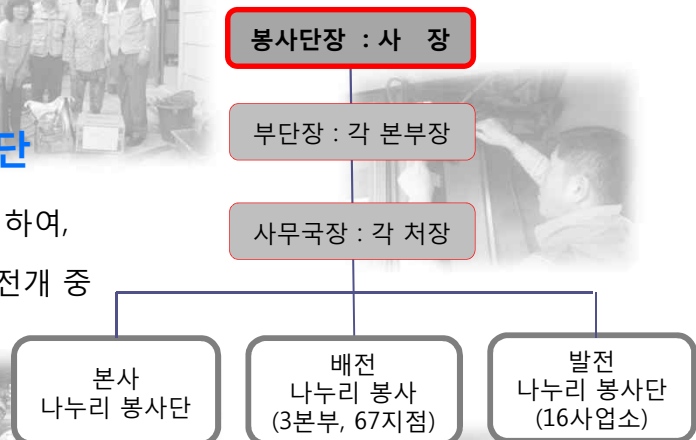 봉사단장 : 사 장
부단장 : 각 본부장
단
하여,
사무국장 : 각 처장
전개 중
본사
나누리 봉사단
배전
나누리 봉사
(3본부, 67지점)
발전
나누리 봉사단
(16사업소)